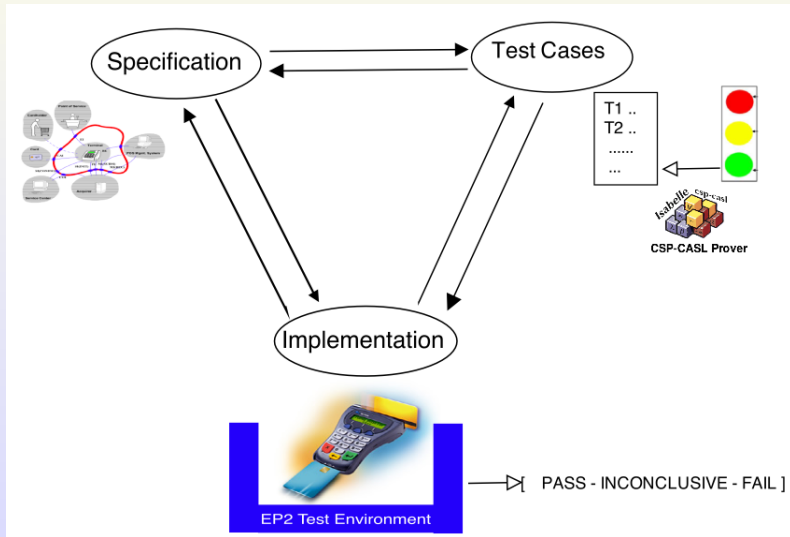 Specification
Test Cases
T1 ..
T2 ..
......
...
Isabelle
csp-casl
CSP-CASL Prover
Implementation
EP2 Test Environment
[ PASS - INCONCLUSIVE - FAIL ]